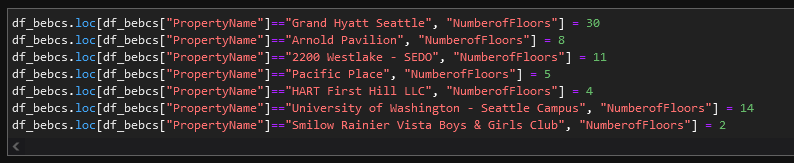 df_bebcs.loc[df_bebcs["PropertyName"]=="Grand Hyatt Seattle", "NumberofFloors"] = 30
df_bebcs.loc[df_bebcs["PropertyName"]=="Arnold Pavilion", "NumberofFloors"] = 8
df_bebcs.loc[df_bebcs["PropertyName"]=="2200 Westlake - SEDO", "NumberofFloors"] = 11
df_bebcs.loc[df_bebcs["PropertyName"]=="Pacific Place", "NumberofFloors"] = 5
df_bebcs.loc[df_bebcs["PropertyName"]=="HART First Hill LLC", "NumberofFloors"] = 4
df_bebcs.loc[df_bebcs["PropertyName"]=="University of Washington - Seattle Campus", "NumberofFloors"] = 14
df_bebcs.loc[df_bebcs["PropertyName"]=="Smilow Rainier Vista Boys & Girls Club", "NumberofFloors"] = 2